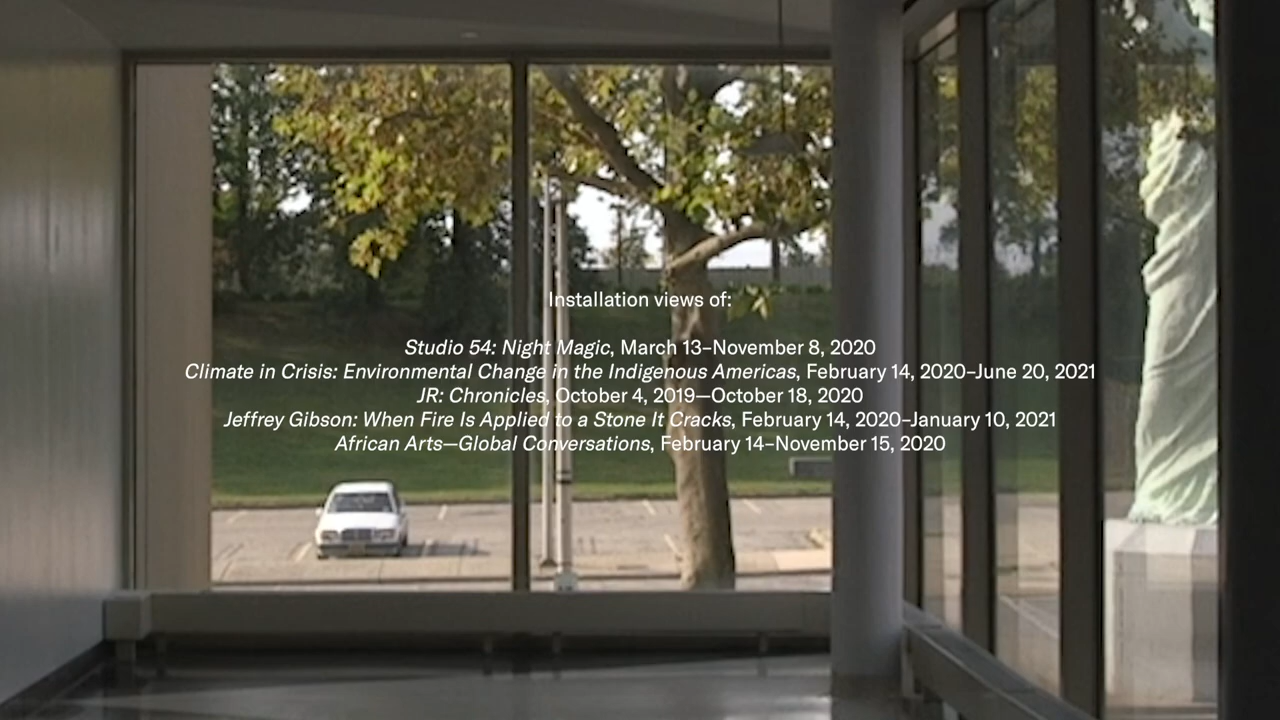 Installation views of:
Studio 54: Night Magic, March 13–November 8, 2020
Climate in Crisis: Environmental Change in the Indigenous Americas, February 14, 2020–June 20, 2021
JR: Chronicles, October 4, 2019—October 18, 2020
Jeffrey Gibson: When Fire Is Applied to a Stone It Cracks, February 14, 2020–January 10, 2021
African Arts—Global Conversations, February 14–November 15, 2020